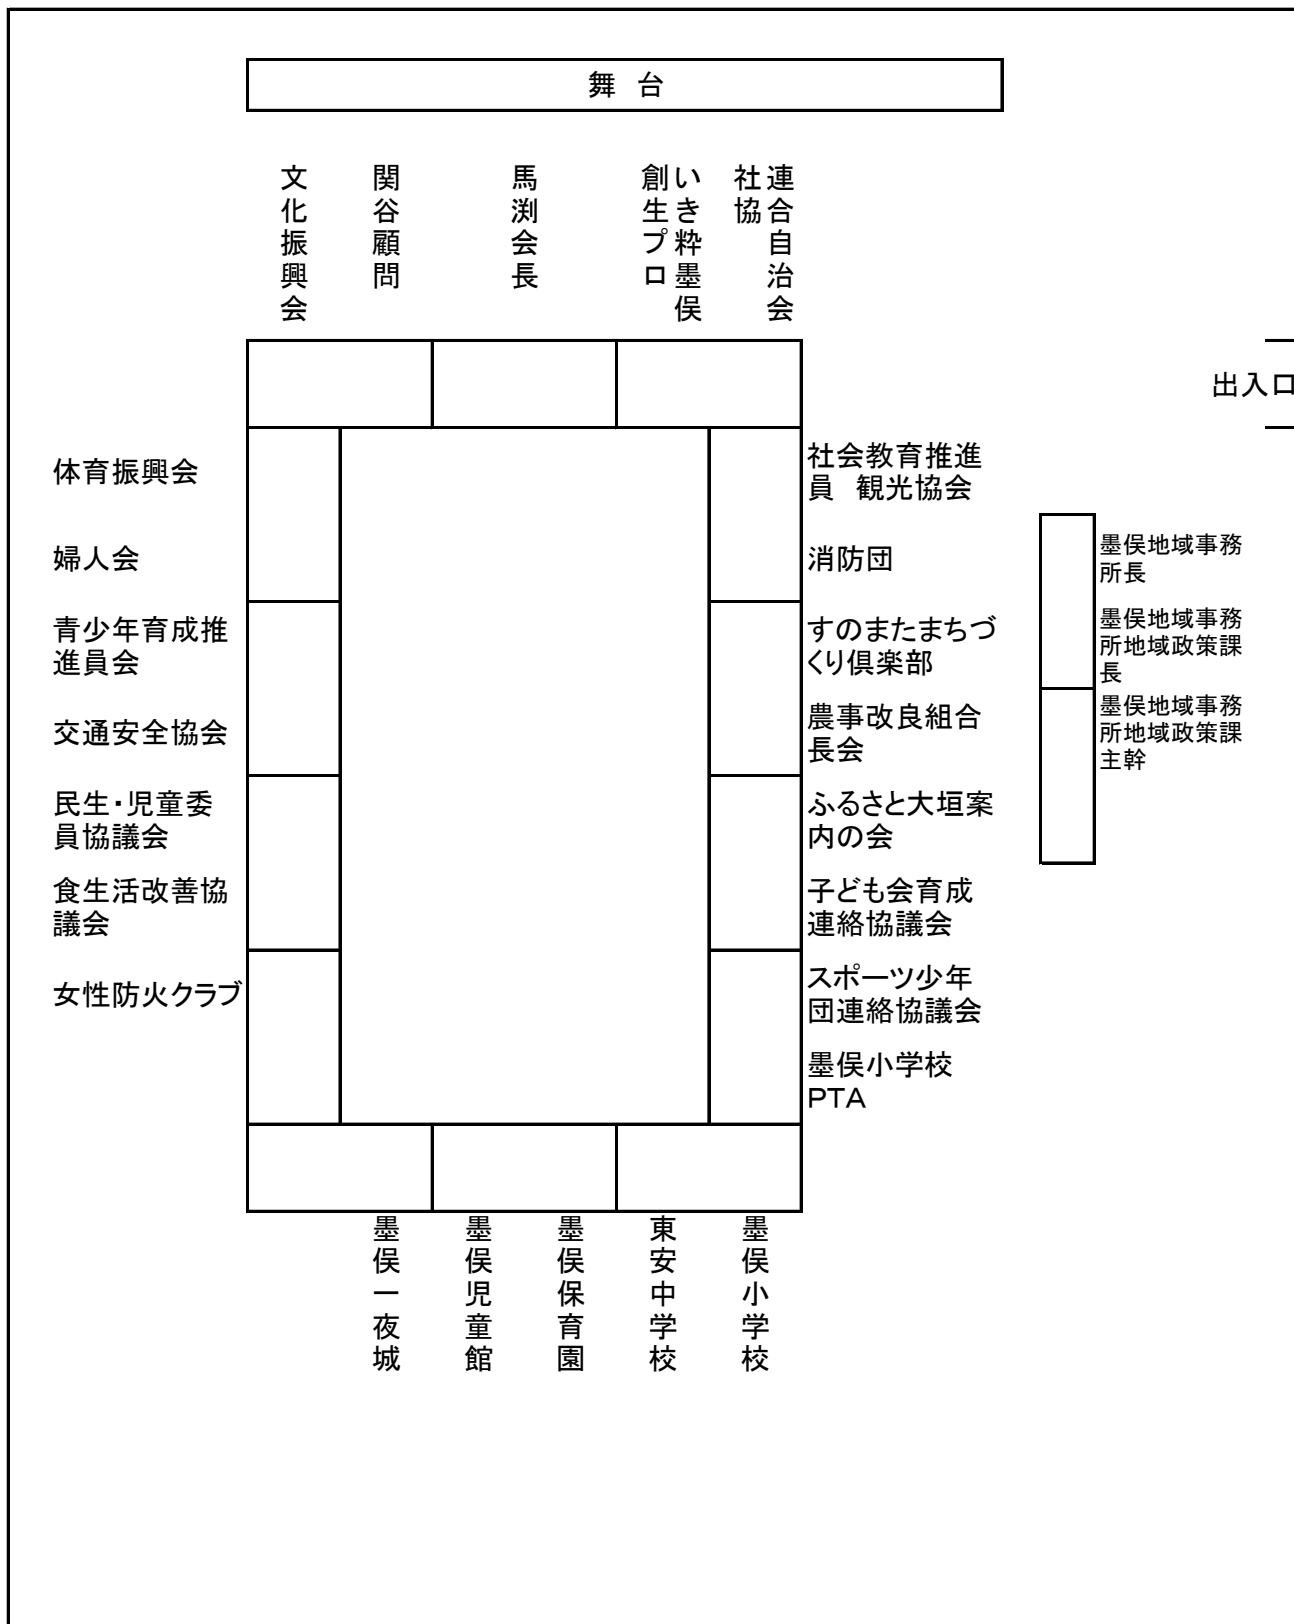 舞 台
文化振興会
関谷顧問
馬渕会長
いき粋墨俣
創生プロ
連合自治会
社協
出入口
体育振興会
婦人会
青少年育成推
進員会
交通安全協会
民生・児童委
員協議会
食生活改善協
議会
女性防火クラブ
社会教育推進
員 観光協会
消防団
すのまたまちづ
くり倶楽部
農事改良組合
長会
ふるさと大垣案
内の会
子ども会育成
連絡協議会
スポーツ少年
団連絡協議会
墨俣小学校
PTA
墨俣地域事務
所長
墨俣地域事務
所地域政策課
長
墨俣地域事務
所地域政策課
主幹
墨俣一夜城
墨俣児童館
墨俣保育園
東安中学校
墨俣小学校